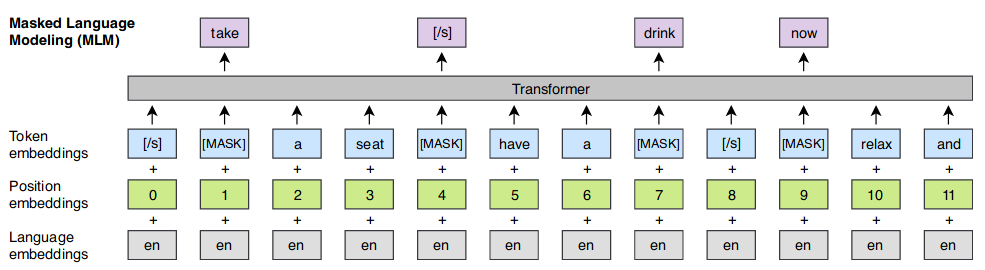 Masked Language
Modeling (MLM)
take [/s] drink now
Transformer
Token
embeddings
[/s] [MASK] a seat [MASK] have a [MASK] [/s] [MASK] relax and
+ + + + + + + + + + + +
Position
embeddings
0 1 2 3 4 5 6 7 8 9 10 11
+ + + + + + + + + + + +
Language
embeddings
en en en en en en en en en en en en